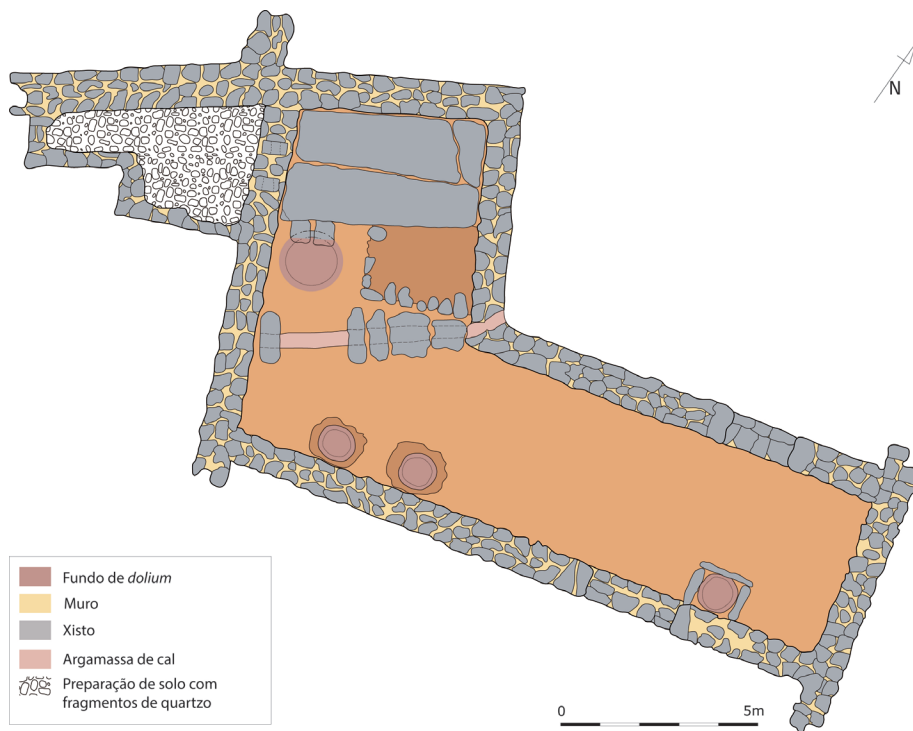 N
Fundo de dolium
Muro
Xisto
Argamassa de cal
Preparação de solo com
fragmentos de quartzo
0 5m